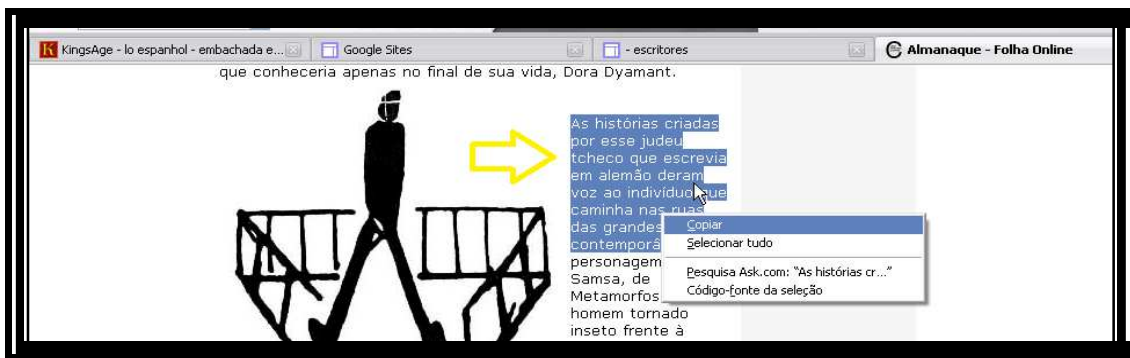 KingsAge - lo espanhol - embachada e...
Google Sites
- escritores
Almanaque - Folha Online
que conheceria apenas no final de sua vida, Dora Dyamant.
As histórias criadas
por esse judeu
tcheco que escrevia
em alemão deram
voz ao indivíduo que
caminha nas ruas
das grandes
contemporâ
personagem
Samsa, de
Metamorfos
homem tornado
inseto frente à
Copiar
Selecionar tudo
Pesquisa Ask.com: "As histórias cr..."
Código-fonte da seleção